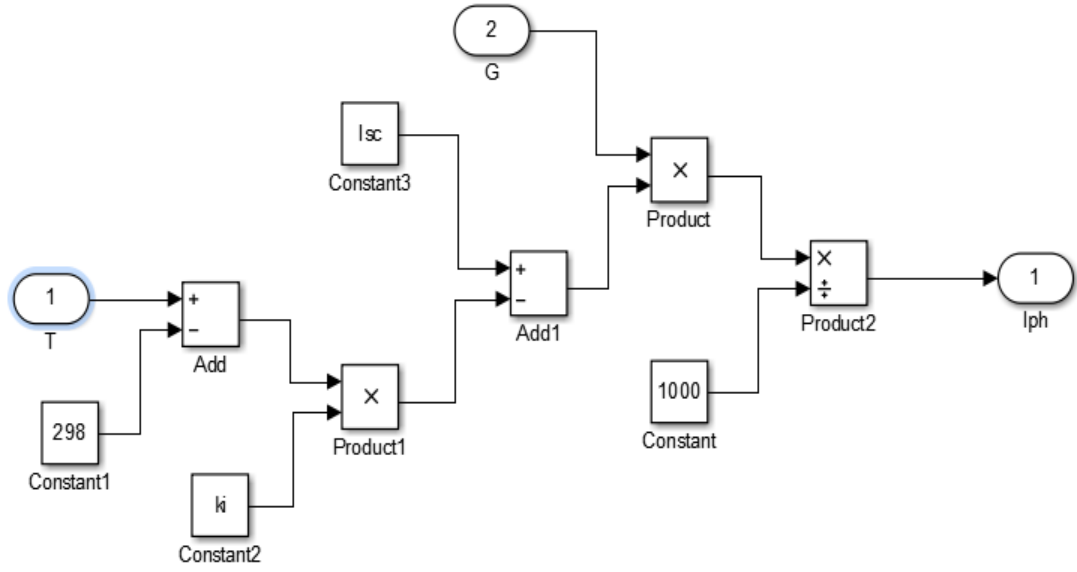 2
G
Isc
Constant3
×
Product
+
−
Add1
×
÷
Product2
1
Iph
1
T
+
−
Add
298
Constant1
×
Product1
1000
Constant
ki
Constant2